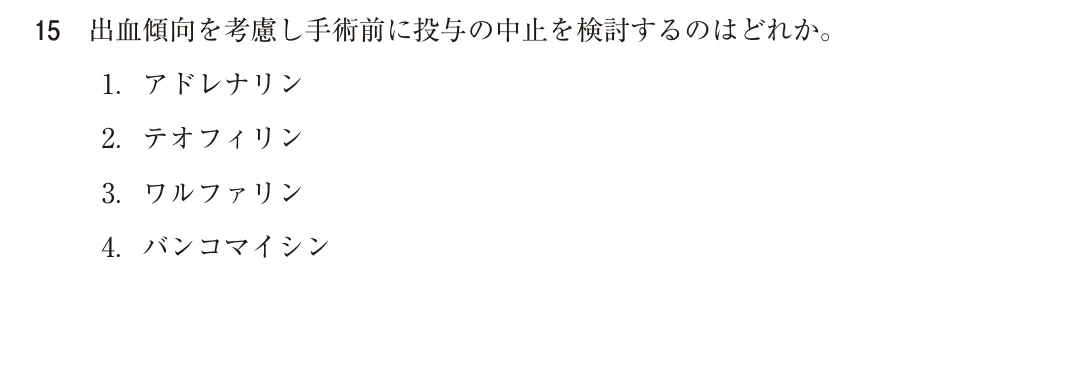 15 出血傾向を考慮し手術前に投与の中止を検討するのはどれか。
1. アドレナリン
2. テオフィリン
3. ワルファリン
4. バンコマイシン